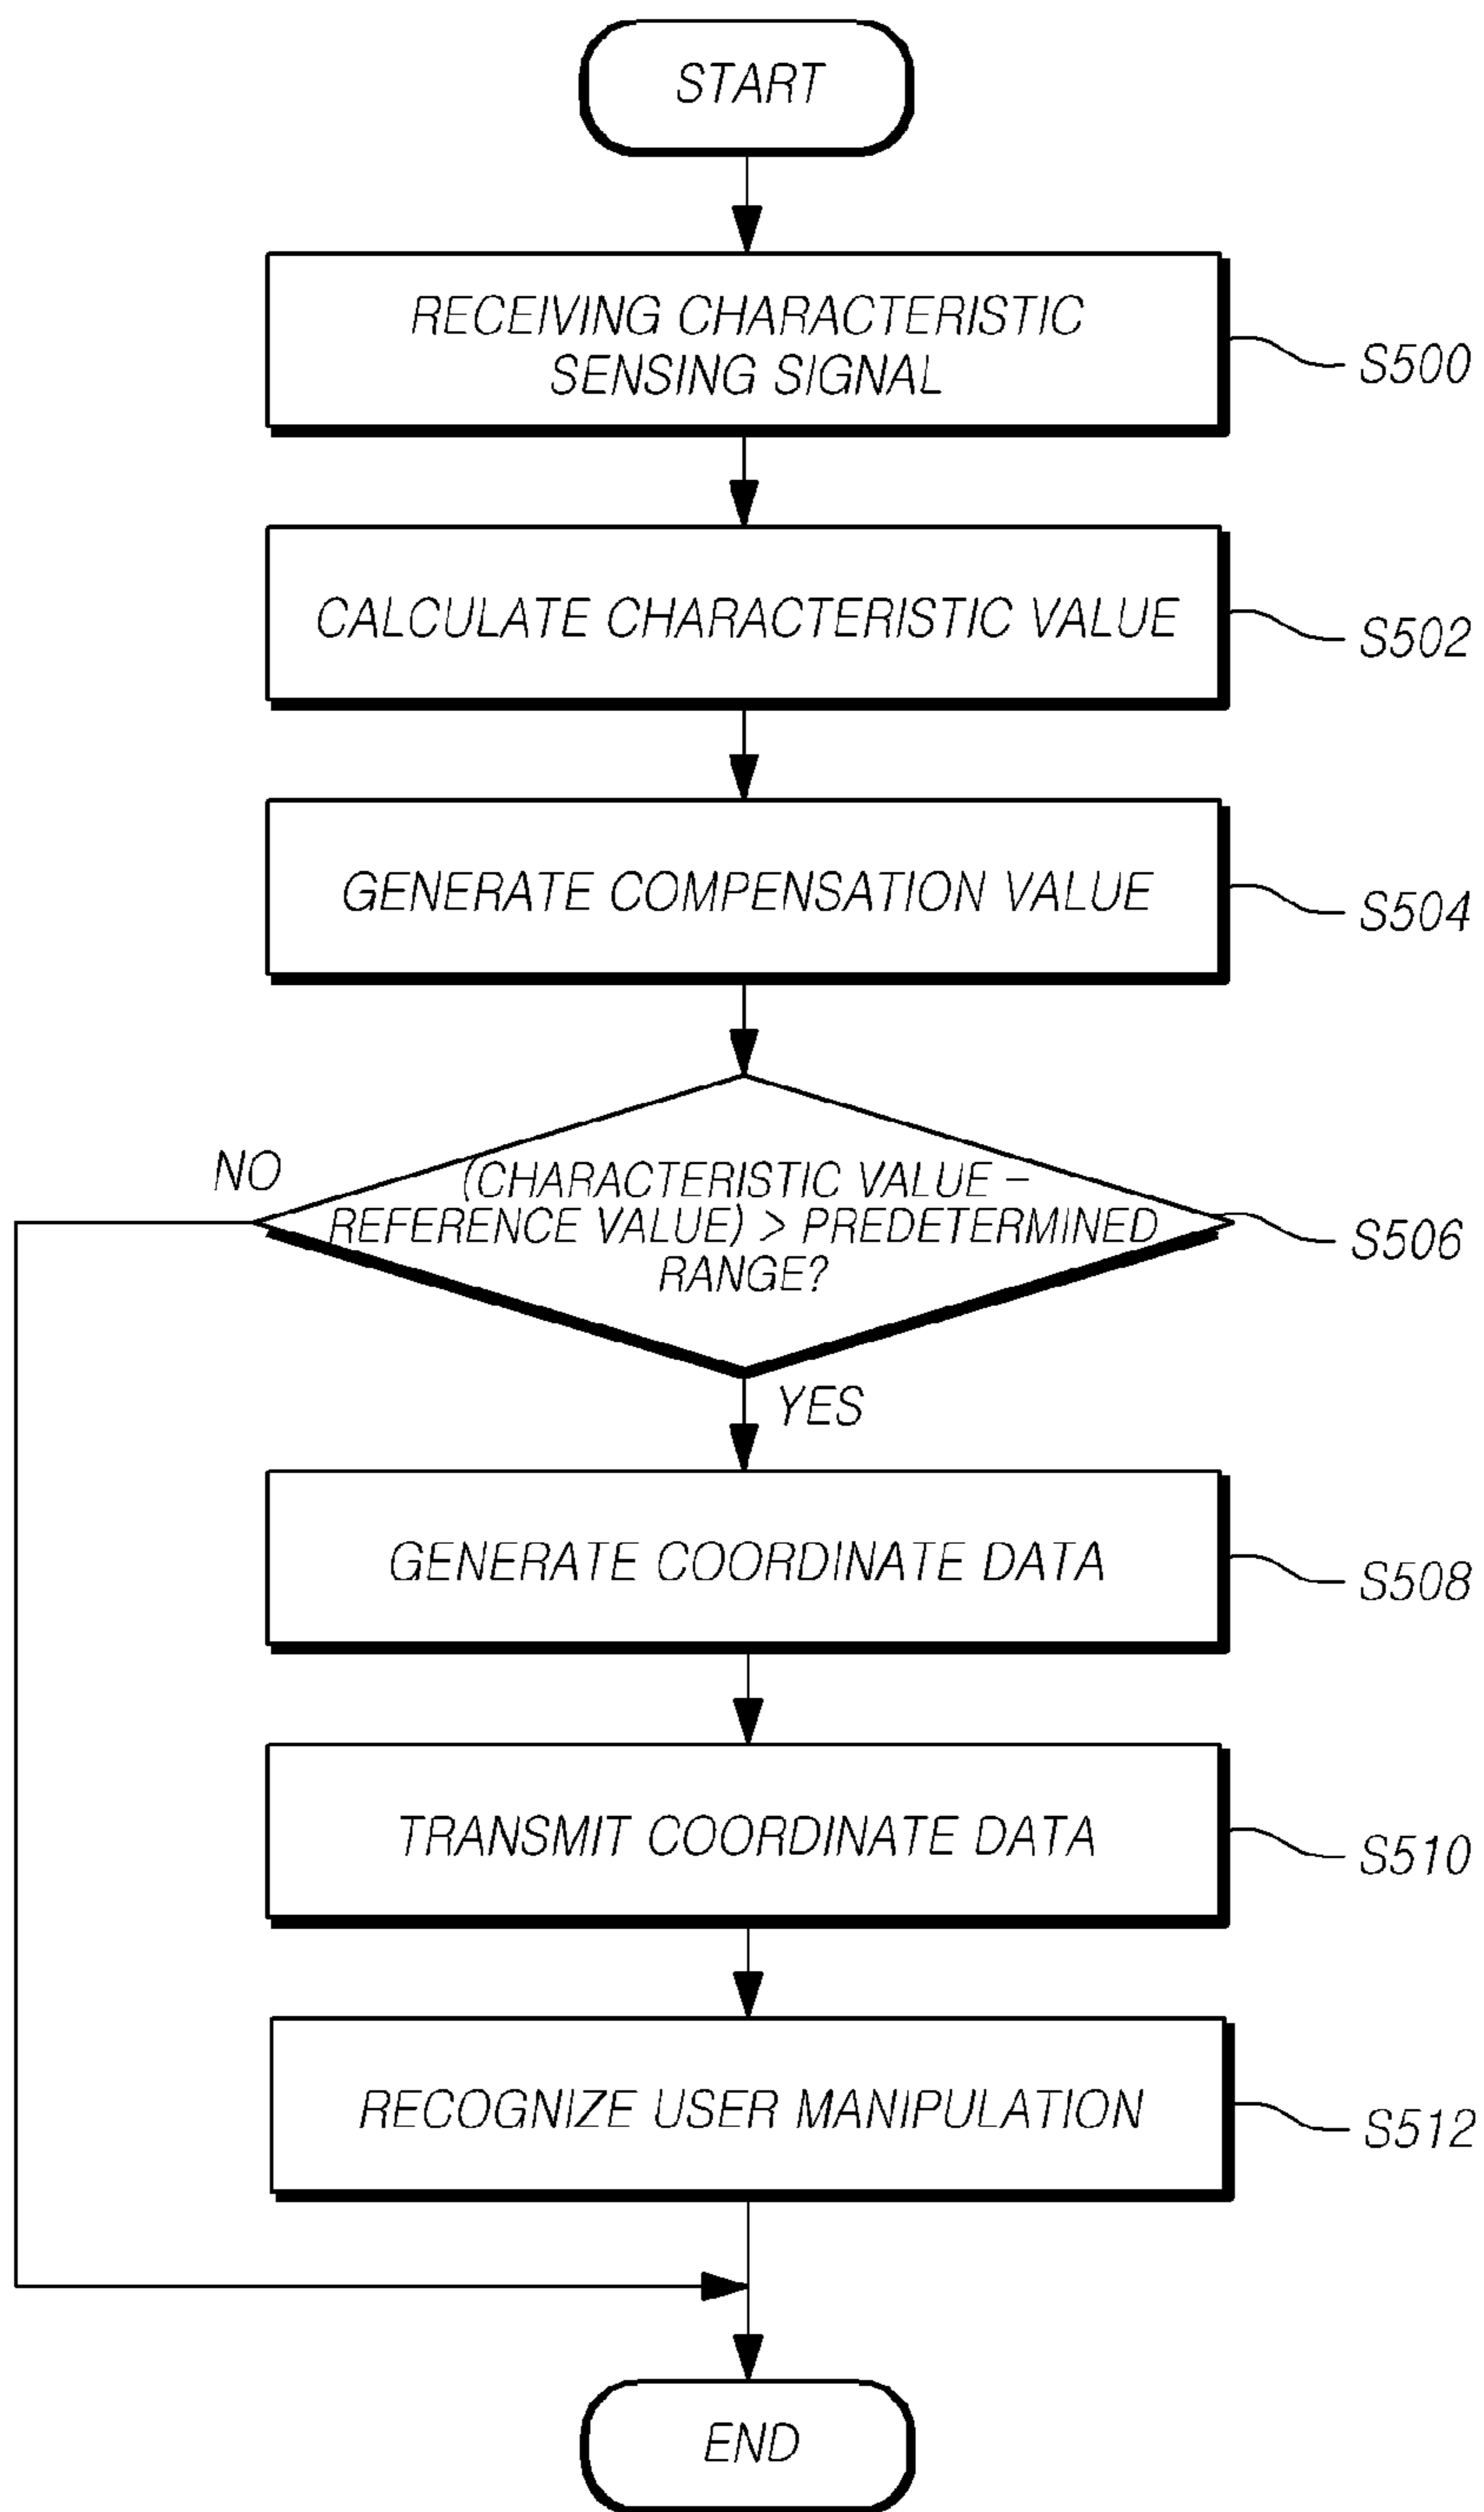 START
RECEIVING CHARACTERISTIC
SENSING SIGNAL
S500
CALCULATE CHARACTERISTIC VALUE
S502
GENERATE COMPENSATION VALUE
S504
NO
(CHARACTERISTIC VALUE –
REFERENCE VALUE) > PREDETERMINED
RANGE?
S506
YES
GENERATE COORDINATE DATA
S508
TRANSMIT COORDINATE DATA
S510
RECOGNIZE USER MANIPULATION
S512
END